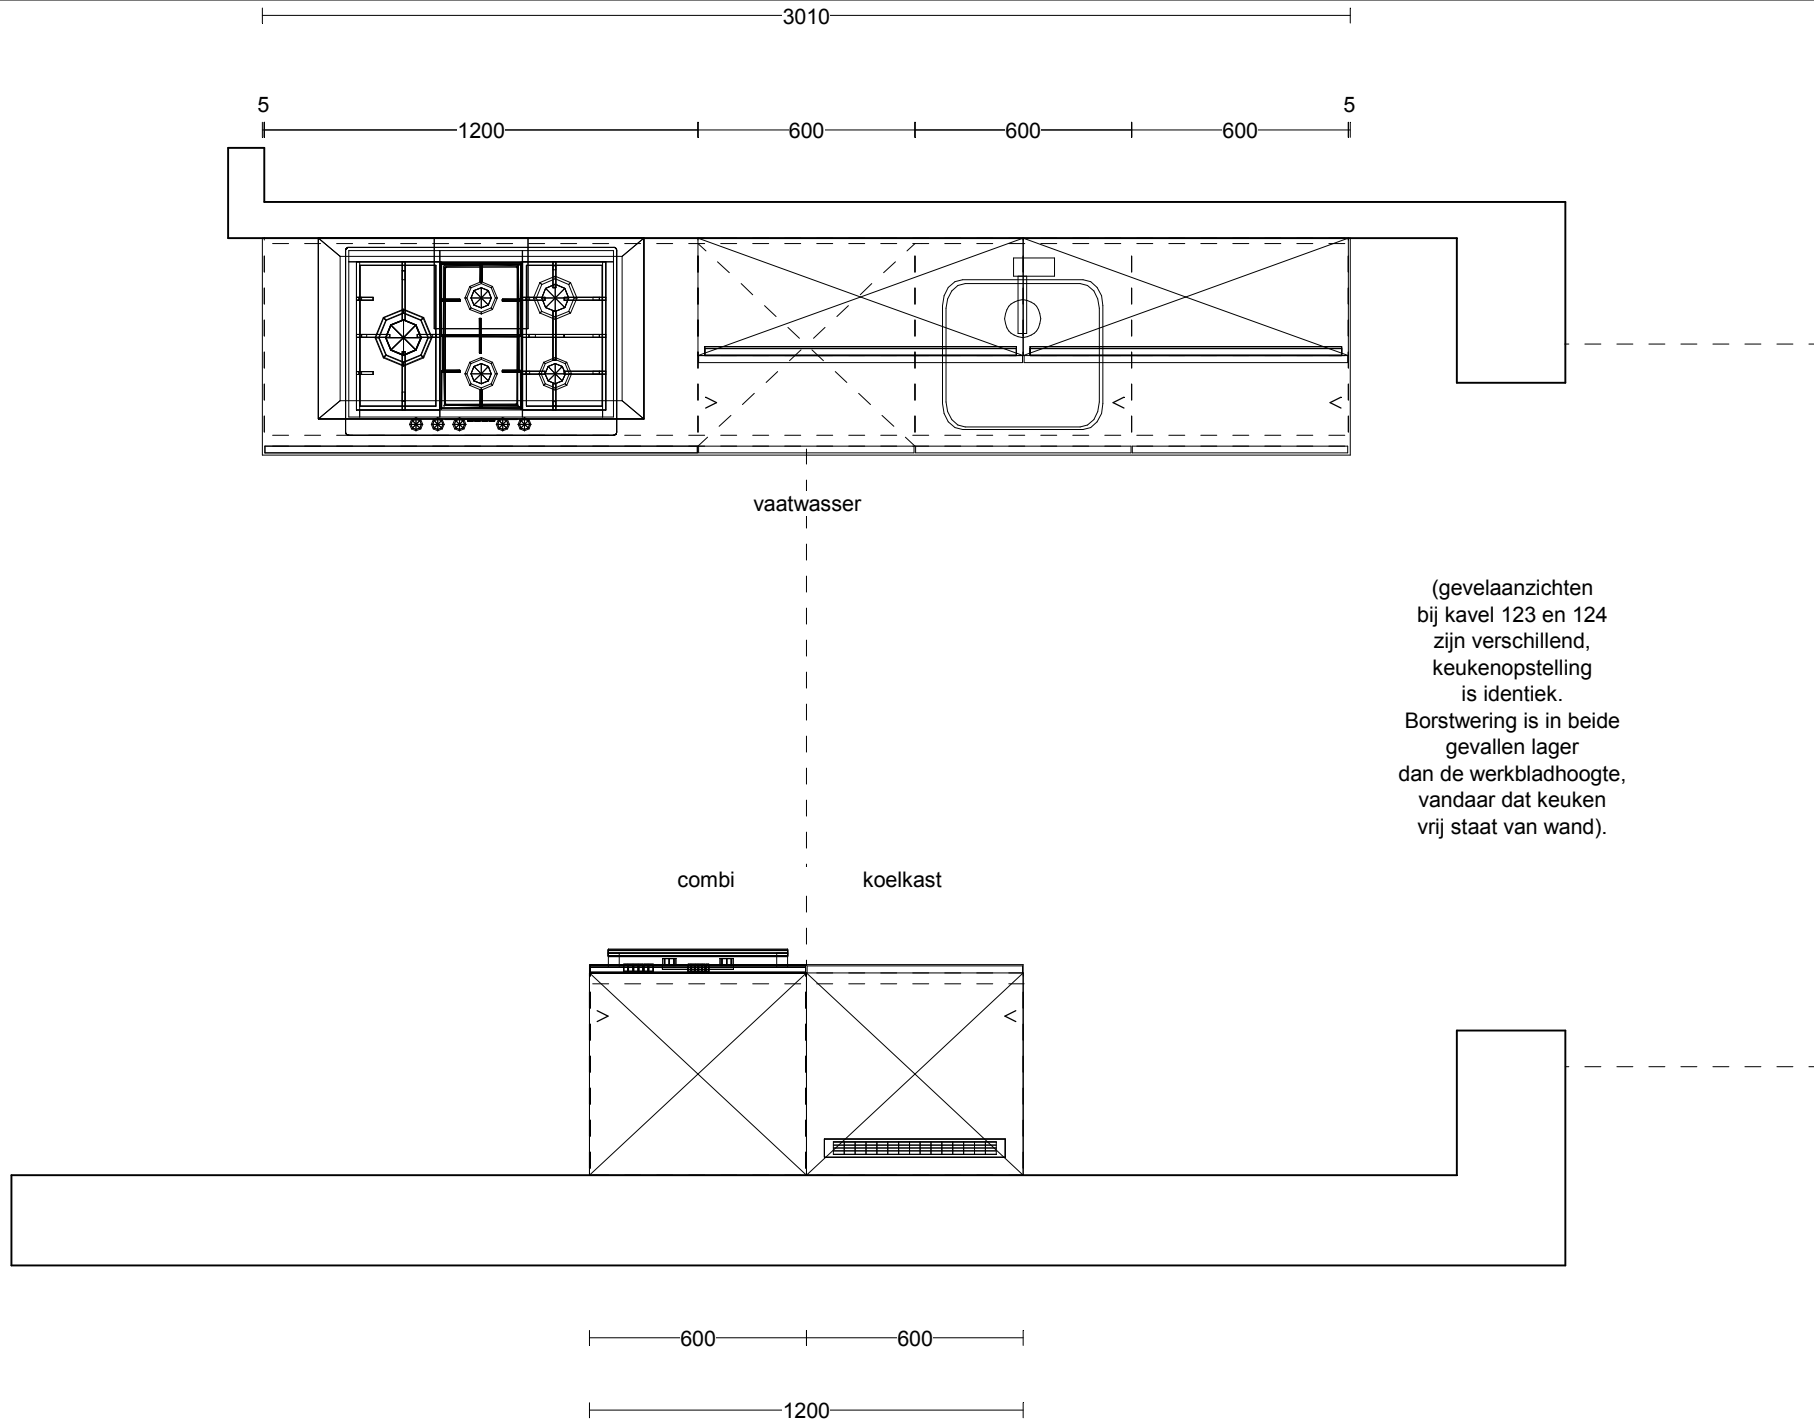 3010
5 5
1200 600 600 600
vaatwasser
(gevelaanzichten
bij kavel 123 en 124
zijn verschillend,
keukenopstelling
is identiek.
Borstwering is in beide
gevallen lager
dan de werkbladhoogte,
vandaar dat keuken
vrij staat van wand).
combi koelkast
600 600
1200